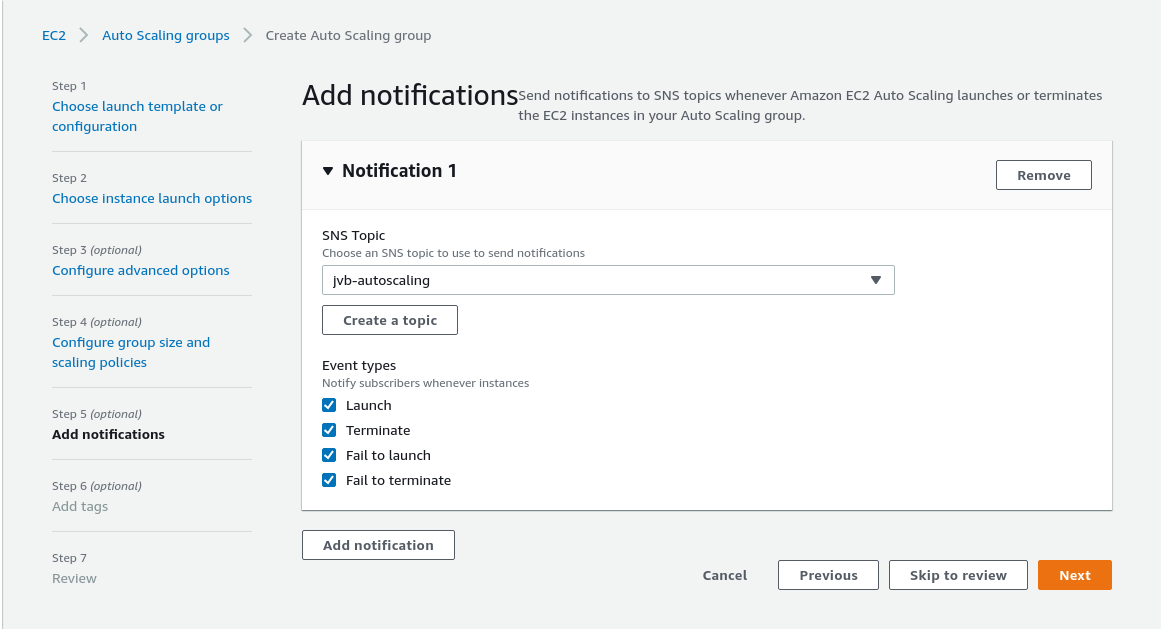 EC2 Auto Scaling groups Create Auto Scaling group
Step 1
Choose launch template or
configuration
Step 2
Choose instance launch options
Step 3 (optional)
Configure advanced options
Step 4 (optional)
Configure group size and
scaling policies
Step 5 (optional)
Add notifications
Step 6 (optional)
Add tags
Step 7
Review
Add notifications
Send notifications to SNS topics whenever Amazon EC2 Auto Scaling launches or terminates
the EC2 instances in your Auto Scaling group.
Notification 1
Remove
SNS Topic
Choose an SNS topic to use to send notifications
jvb-autoscaling
Create a topic
Event types
Notify subscribers whenever instances
Launch
Terminate
Fail to launch
Fail to terminate
Add notification
Cancel Previous Skip to review Next